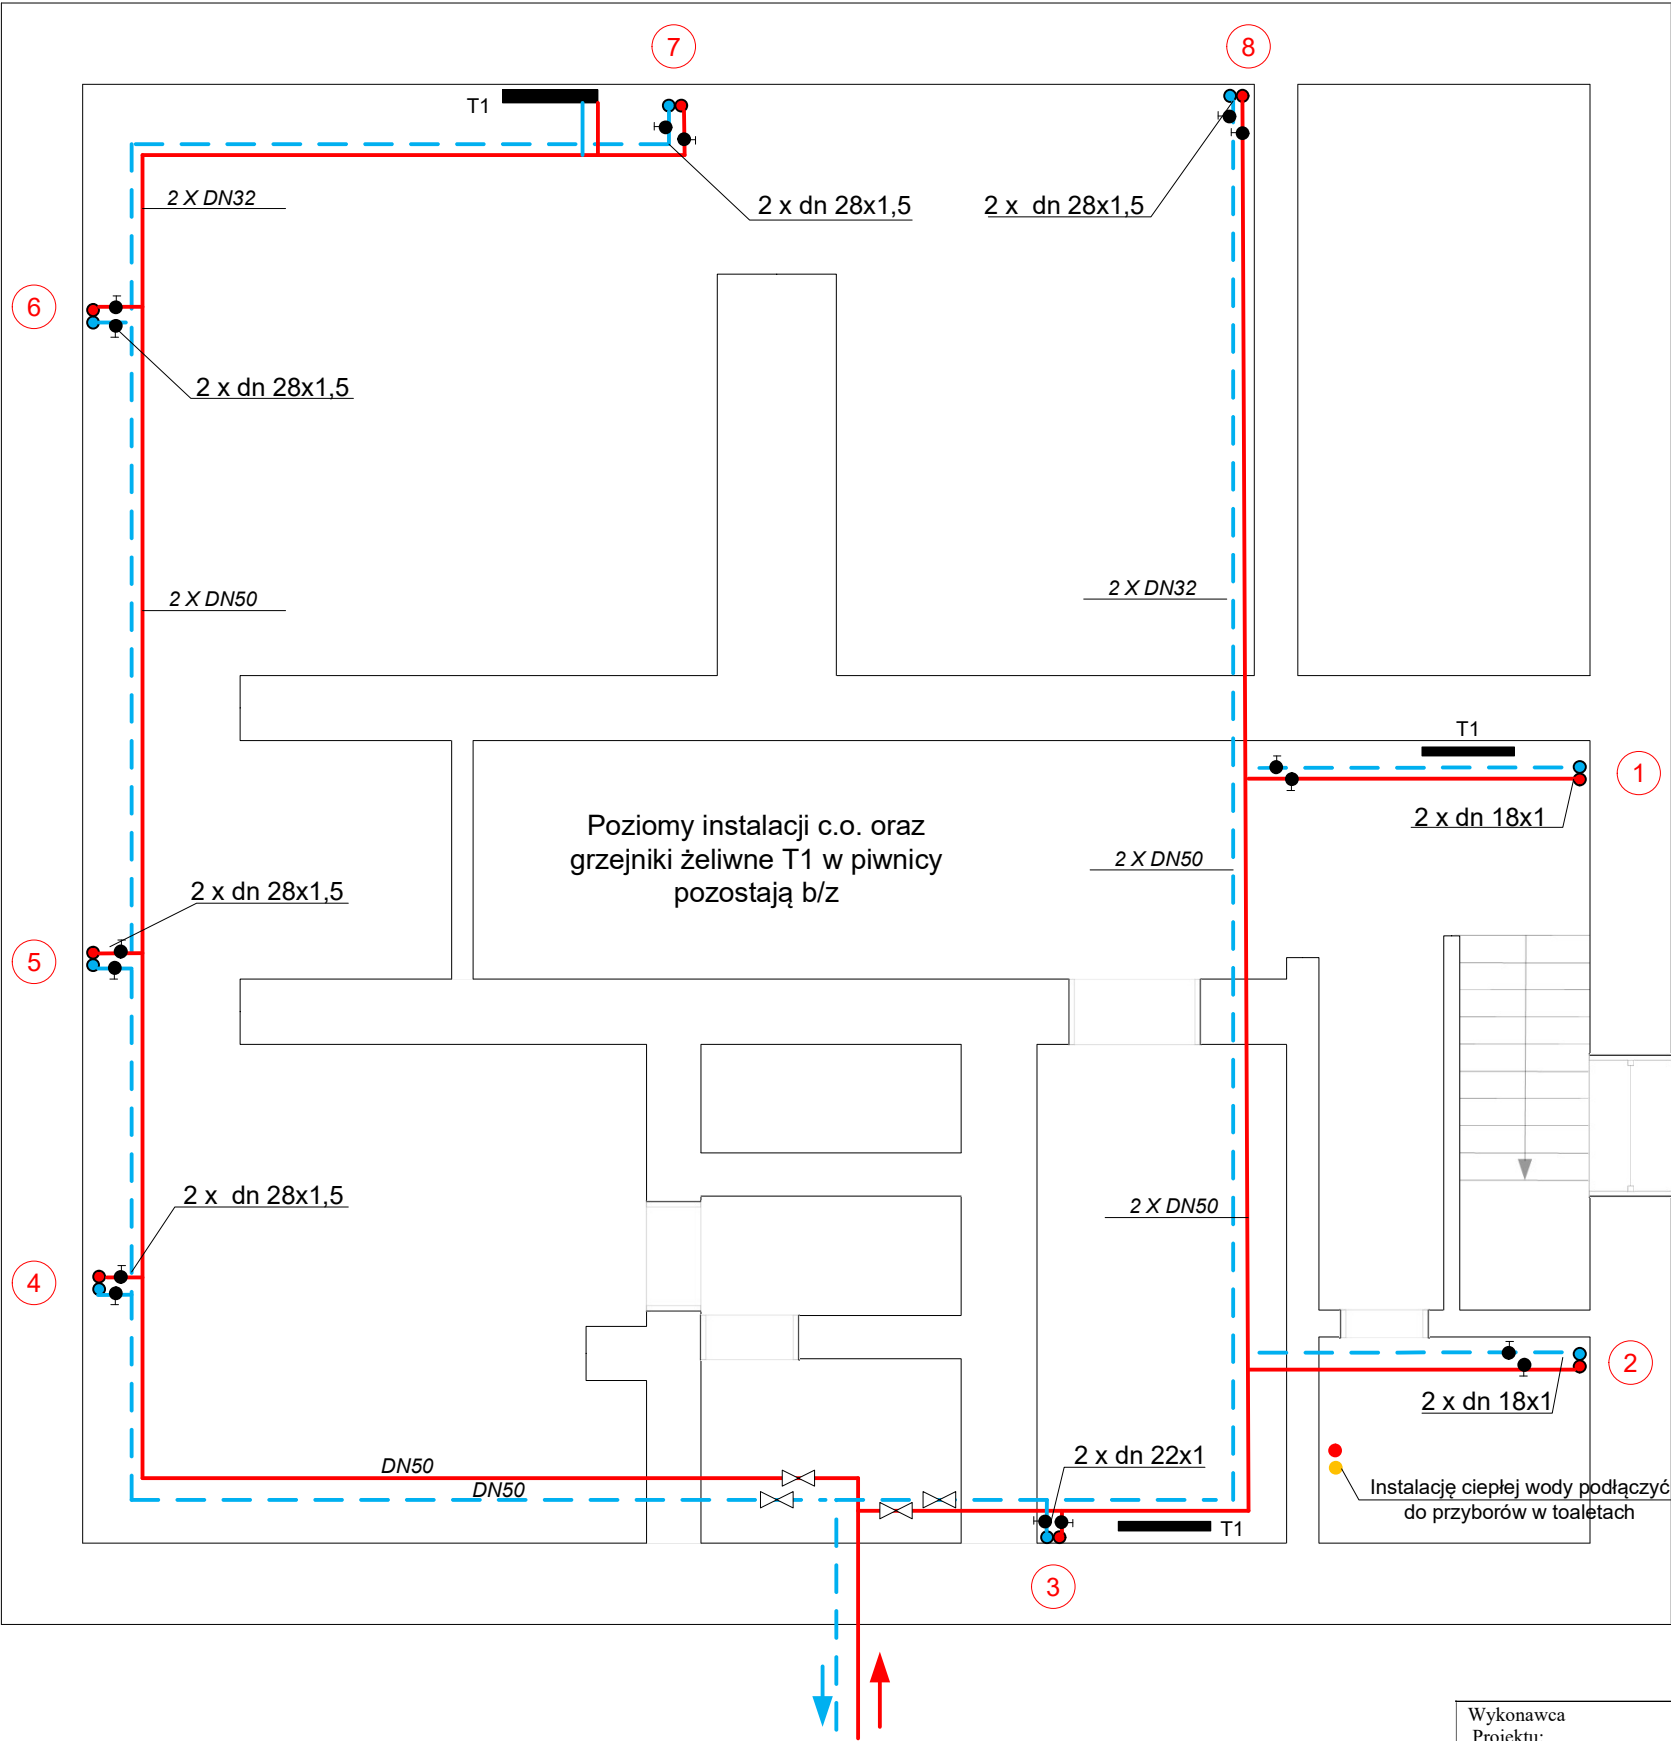 7
8
T1
2 X DN32
2 x dn 28x1,5
2 x dn 28x1,5
6
2 x dn 28x1,5
2 X DN50
2 X DN32
T1
1
2 x dn 18x1
Poziomy instalacji c.o. oraz
grzejniki żeliwne T1 w piwnicy
pozostają b/z
2 X DN50
2 x dn 28x1,5
5
2 x dn 28x1,5
2 X DN50
4
2
2 x dn 18x1
DN50
DN50
2 x dn 22x1
Instalację ciepłej wody podłączyć
do przyborów w toaletach
T1
3
Wykonawca
Projektu: